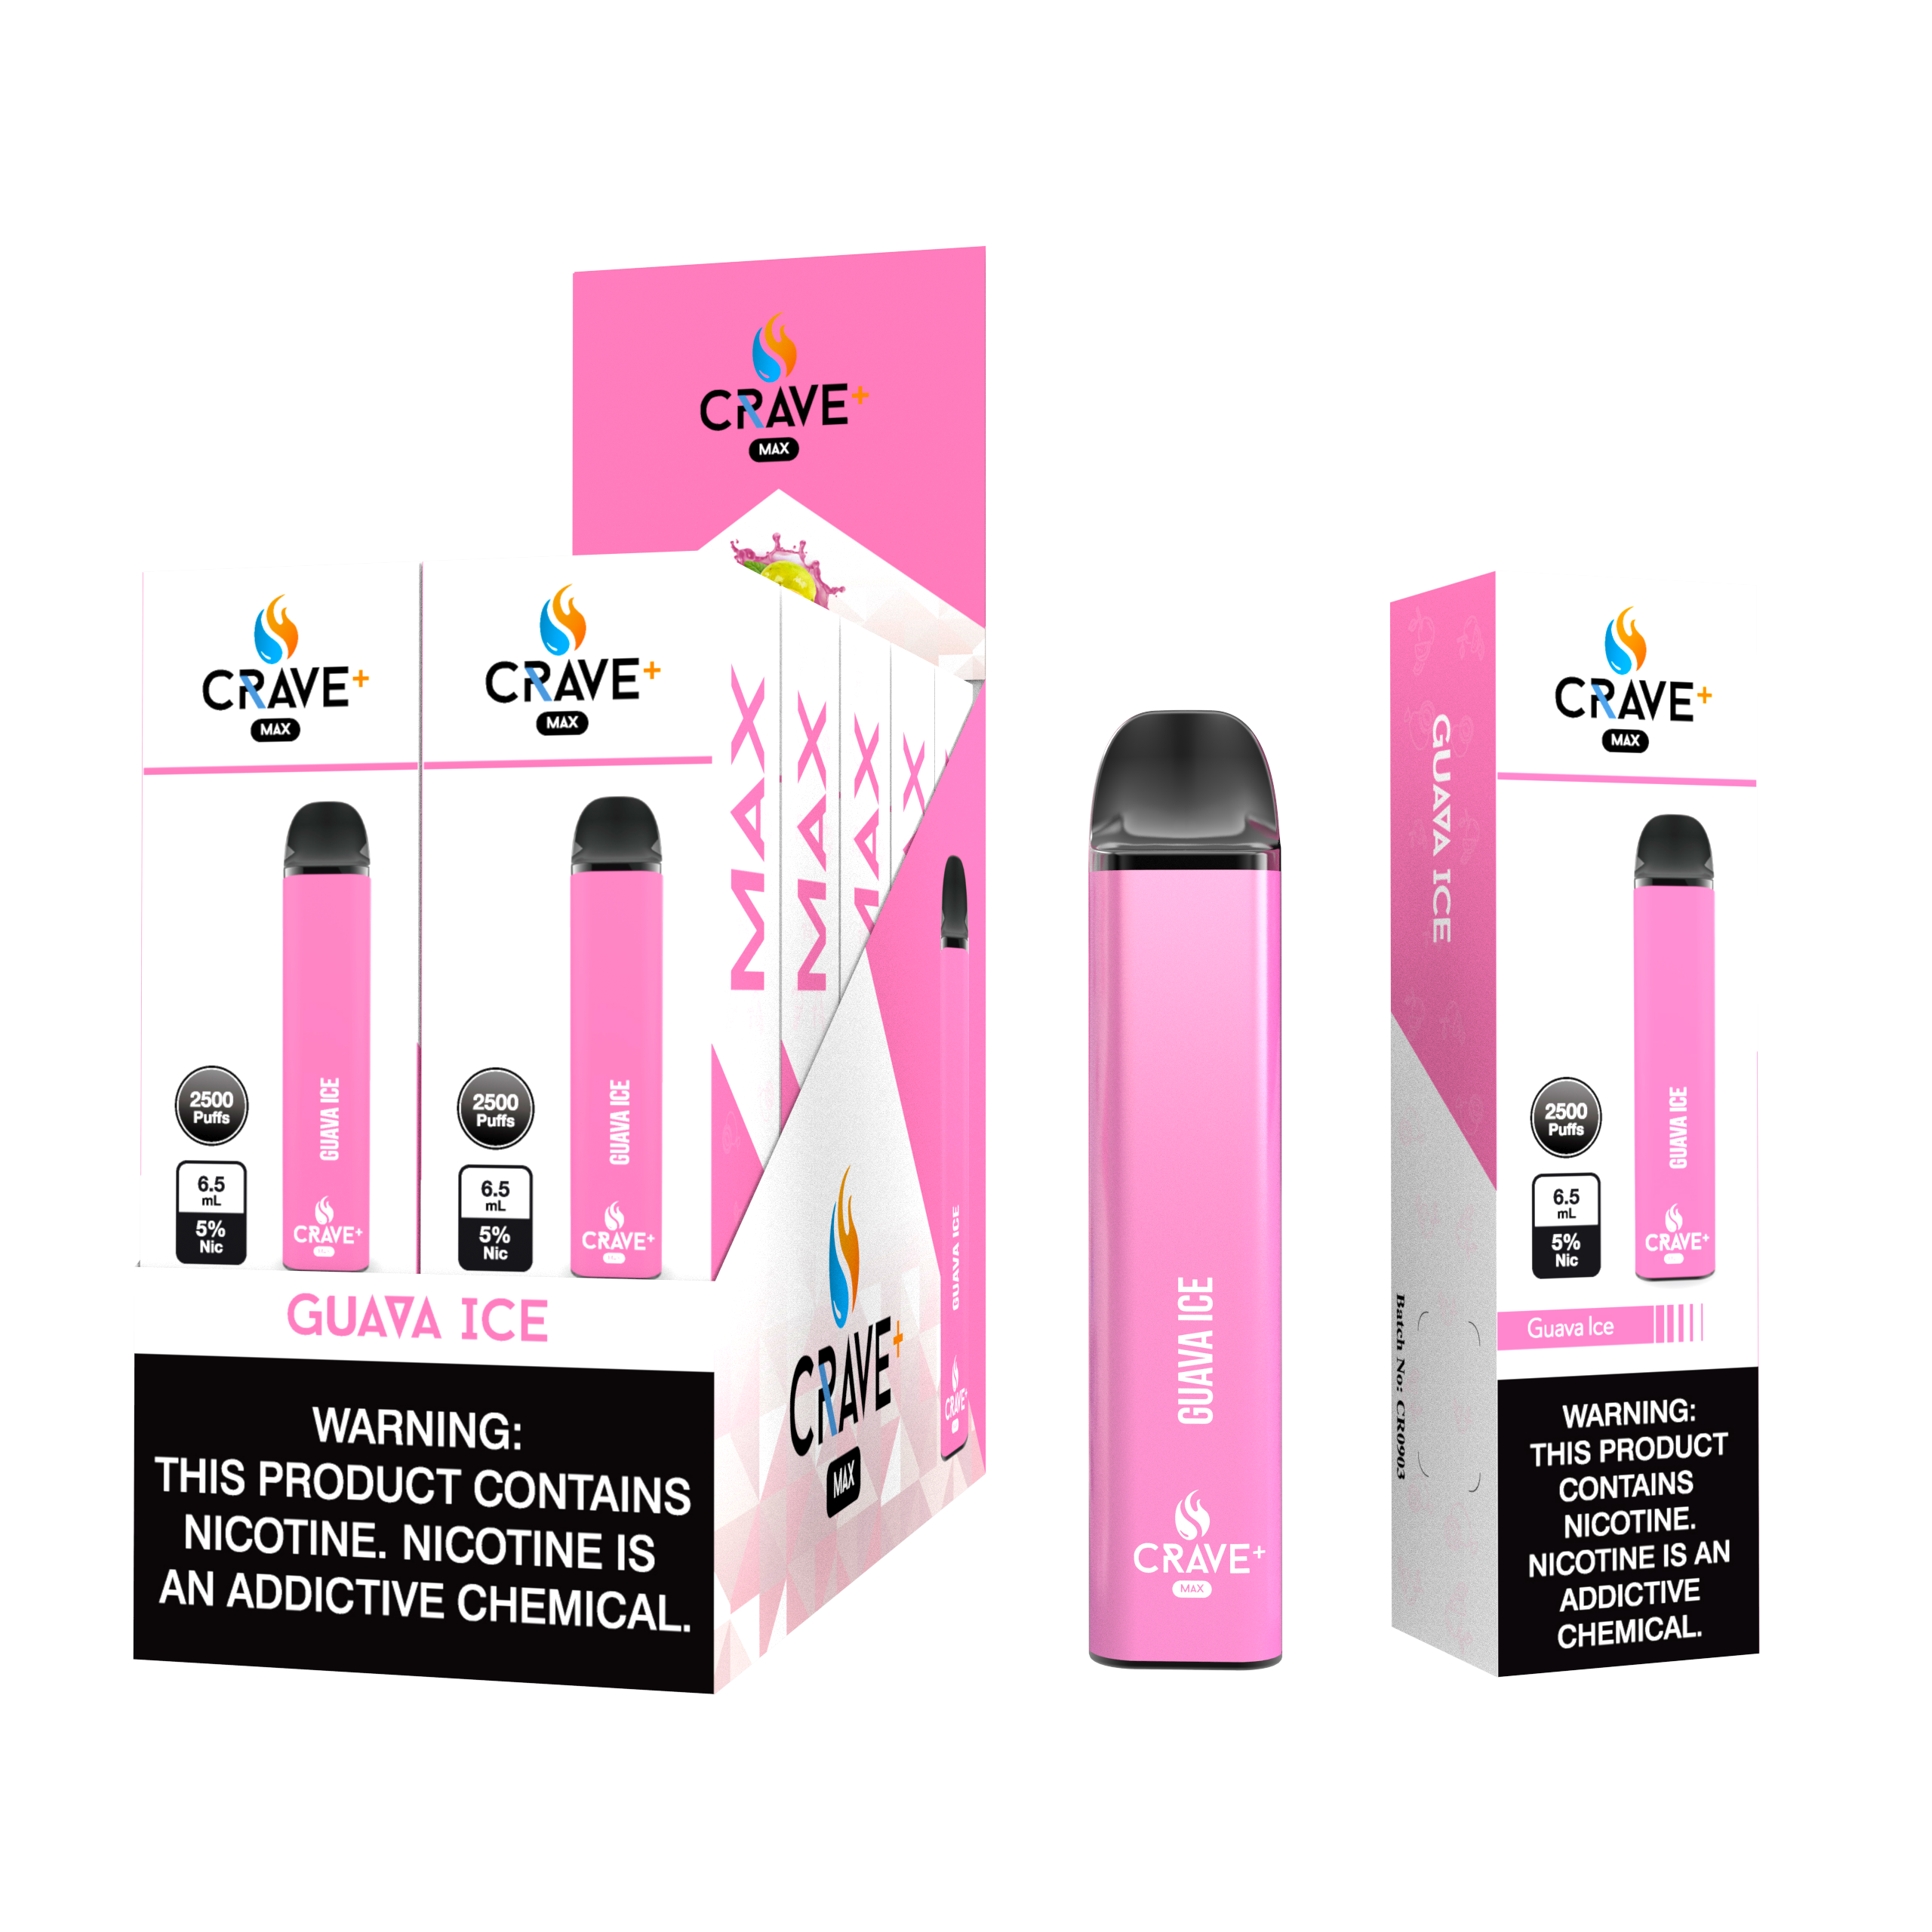 CRAVE+
MAX
CRAVE+
MAX
2500
Puffs
6.5
mL
5%
Nic
GUAVA ICE
CRAVE+
CRAVE+
MAX
2500
Puffs
6.5
mL
5%
Nic
GUAVA ICE
CRAVE+
MAX
MAX
MAX
GUAVA ICE
WARNING:
THIS PRODUCT CONTAINS
NICOTINE. NICOTINE IS
AN ADDICTIVE CHEMICAL.
CRAVE+
MAX
GUAVA ICE
CRAVE+
GUAVA ICE
CRAVE+
MAX
GUAVA ICE
Batch No: CR0903
CRAVE+
MAX
2500
Puffs
6.5
mL
5%
Nic
GUAVA ICE
CRAVE+
Guava Ice
WARNING:
THIS PRODUCT
CONTAINS
NICOTINE.
NICOTINE IS AN
ADDICTIVE
CHEMICAL.